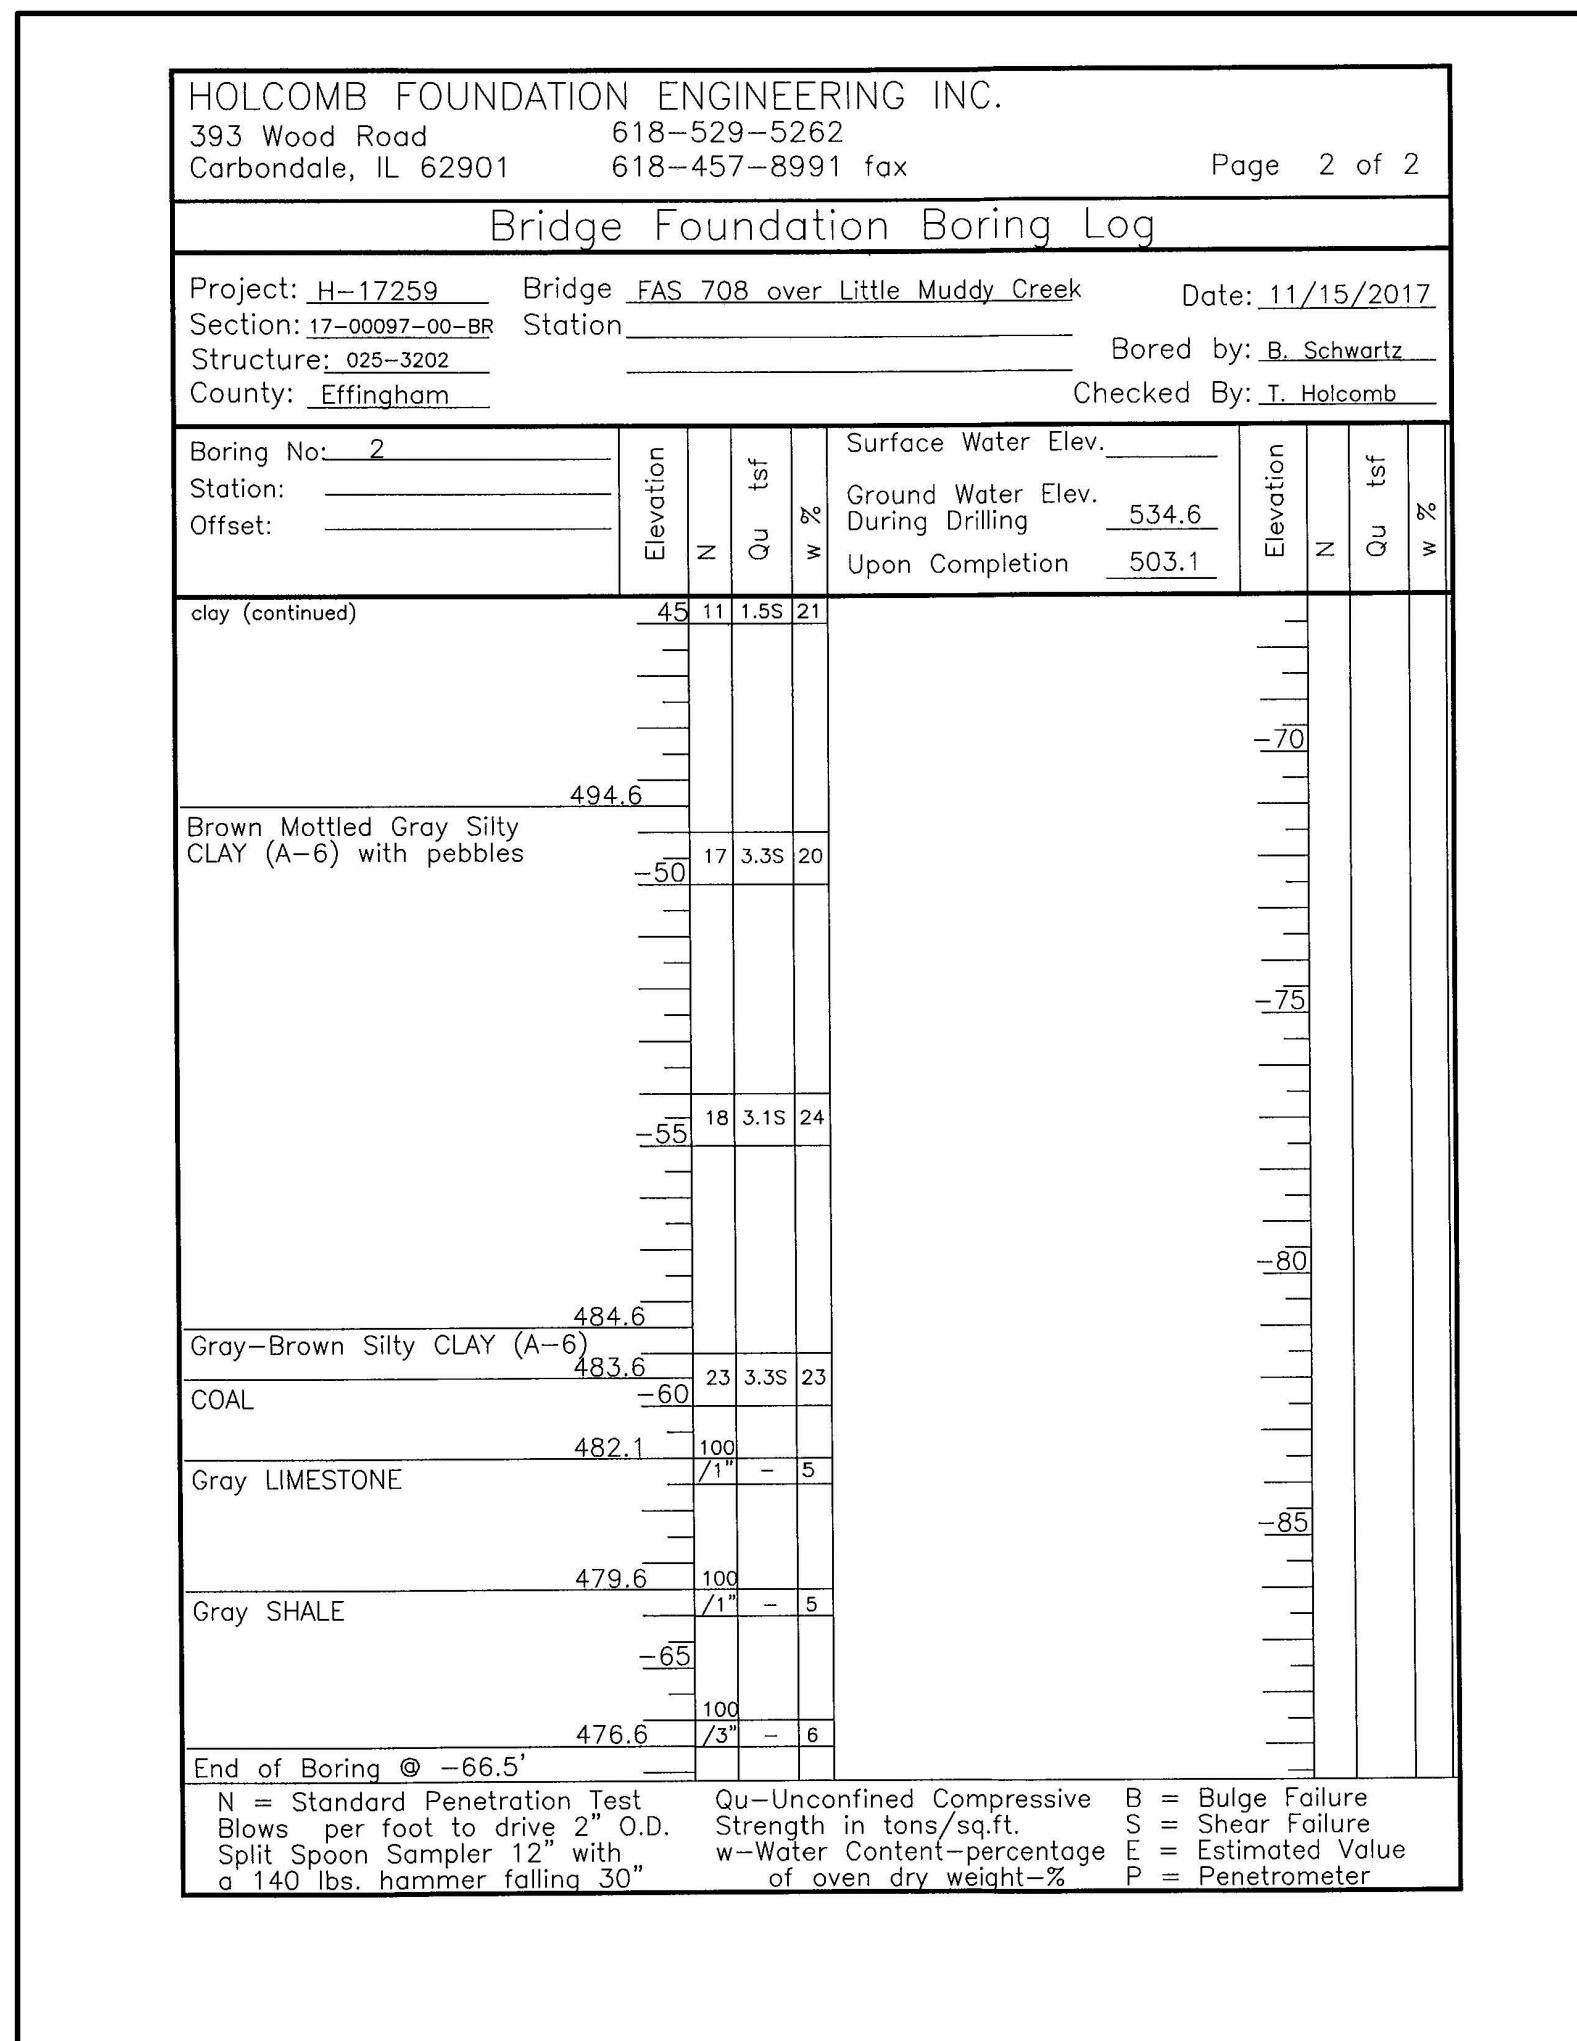 HOLCOMB FOUNDATION ENGINEERING INC.
393 Wood Road 618-529-5262
Carbondale, IL 62901 618-457-8991 fax Page 2 of 2
Bridge Foundation Boring Log
Project: H-17259 Bridge FAS 708 over Little Muddy Creek Date: 11/15/2017
Section: 17-00097-00-BR Station
Structure: 025-3202 Bored by: B. Schwartz
County: Effingham Checked By: T. Holcomb
Boring No: 2
Station:
Offset:
Elevation N Qu tsf w %
Surface Water Elev.
Ground Water Elev.
During Drilling 534.6
Upon Completion 503.1
Elevation N Qu tsf w %
clay (continued) 45 11 1.5S 21
-70
494.6
Brown Mottled Gray Silty
CLAY (A-6) with pebbles
-50 17 3.3S 20
-75
-55 18 3.1S 24
-80
484.6
Gray-Brown Silty CLAY (A-6)
483.6
23 3.3S 23
COAL -60
482.1 100
/1" - 5
Gray LIMESTONE
-85
479.6 100
/1" - 5
Gray SHALE
-65
100
476.6 /3" - 6
End of Boring @ -66.5'
N = Standard Penetration Test
Blows per foot to drive 2" O.D.
Split Spoon Sampler 12" with
a 140 lbs. hammer falling 30"
Qu-Unconfined Compressive
Strength in tons/sq.ft.
w-Water Content-percentage
of oven dry weight-%
B = Bulge Failure
S = Shear Failure
E = Estimated Value
P = Penetrometer